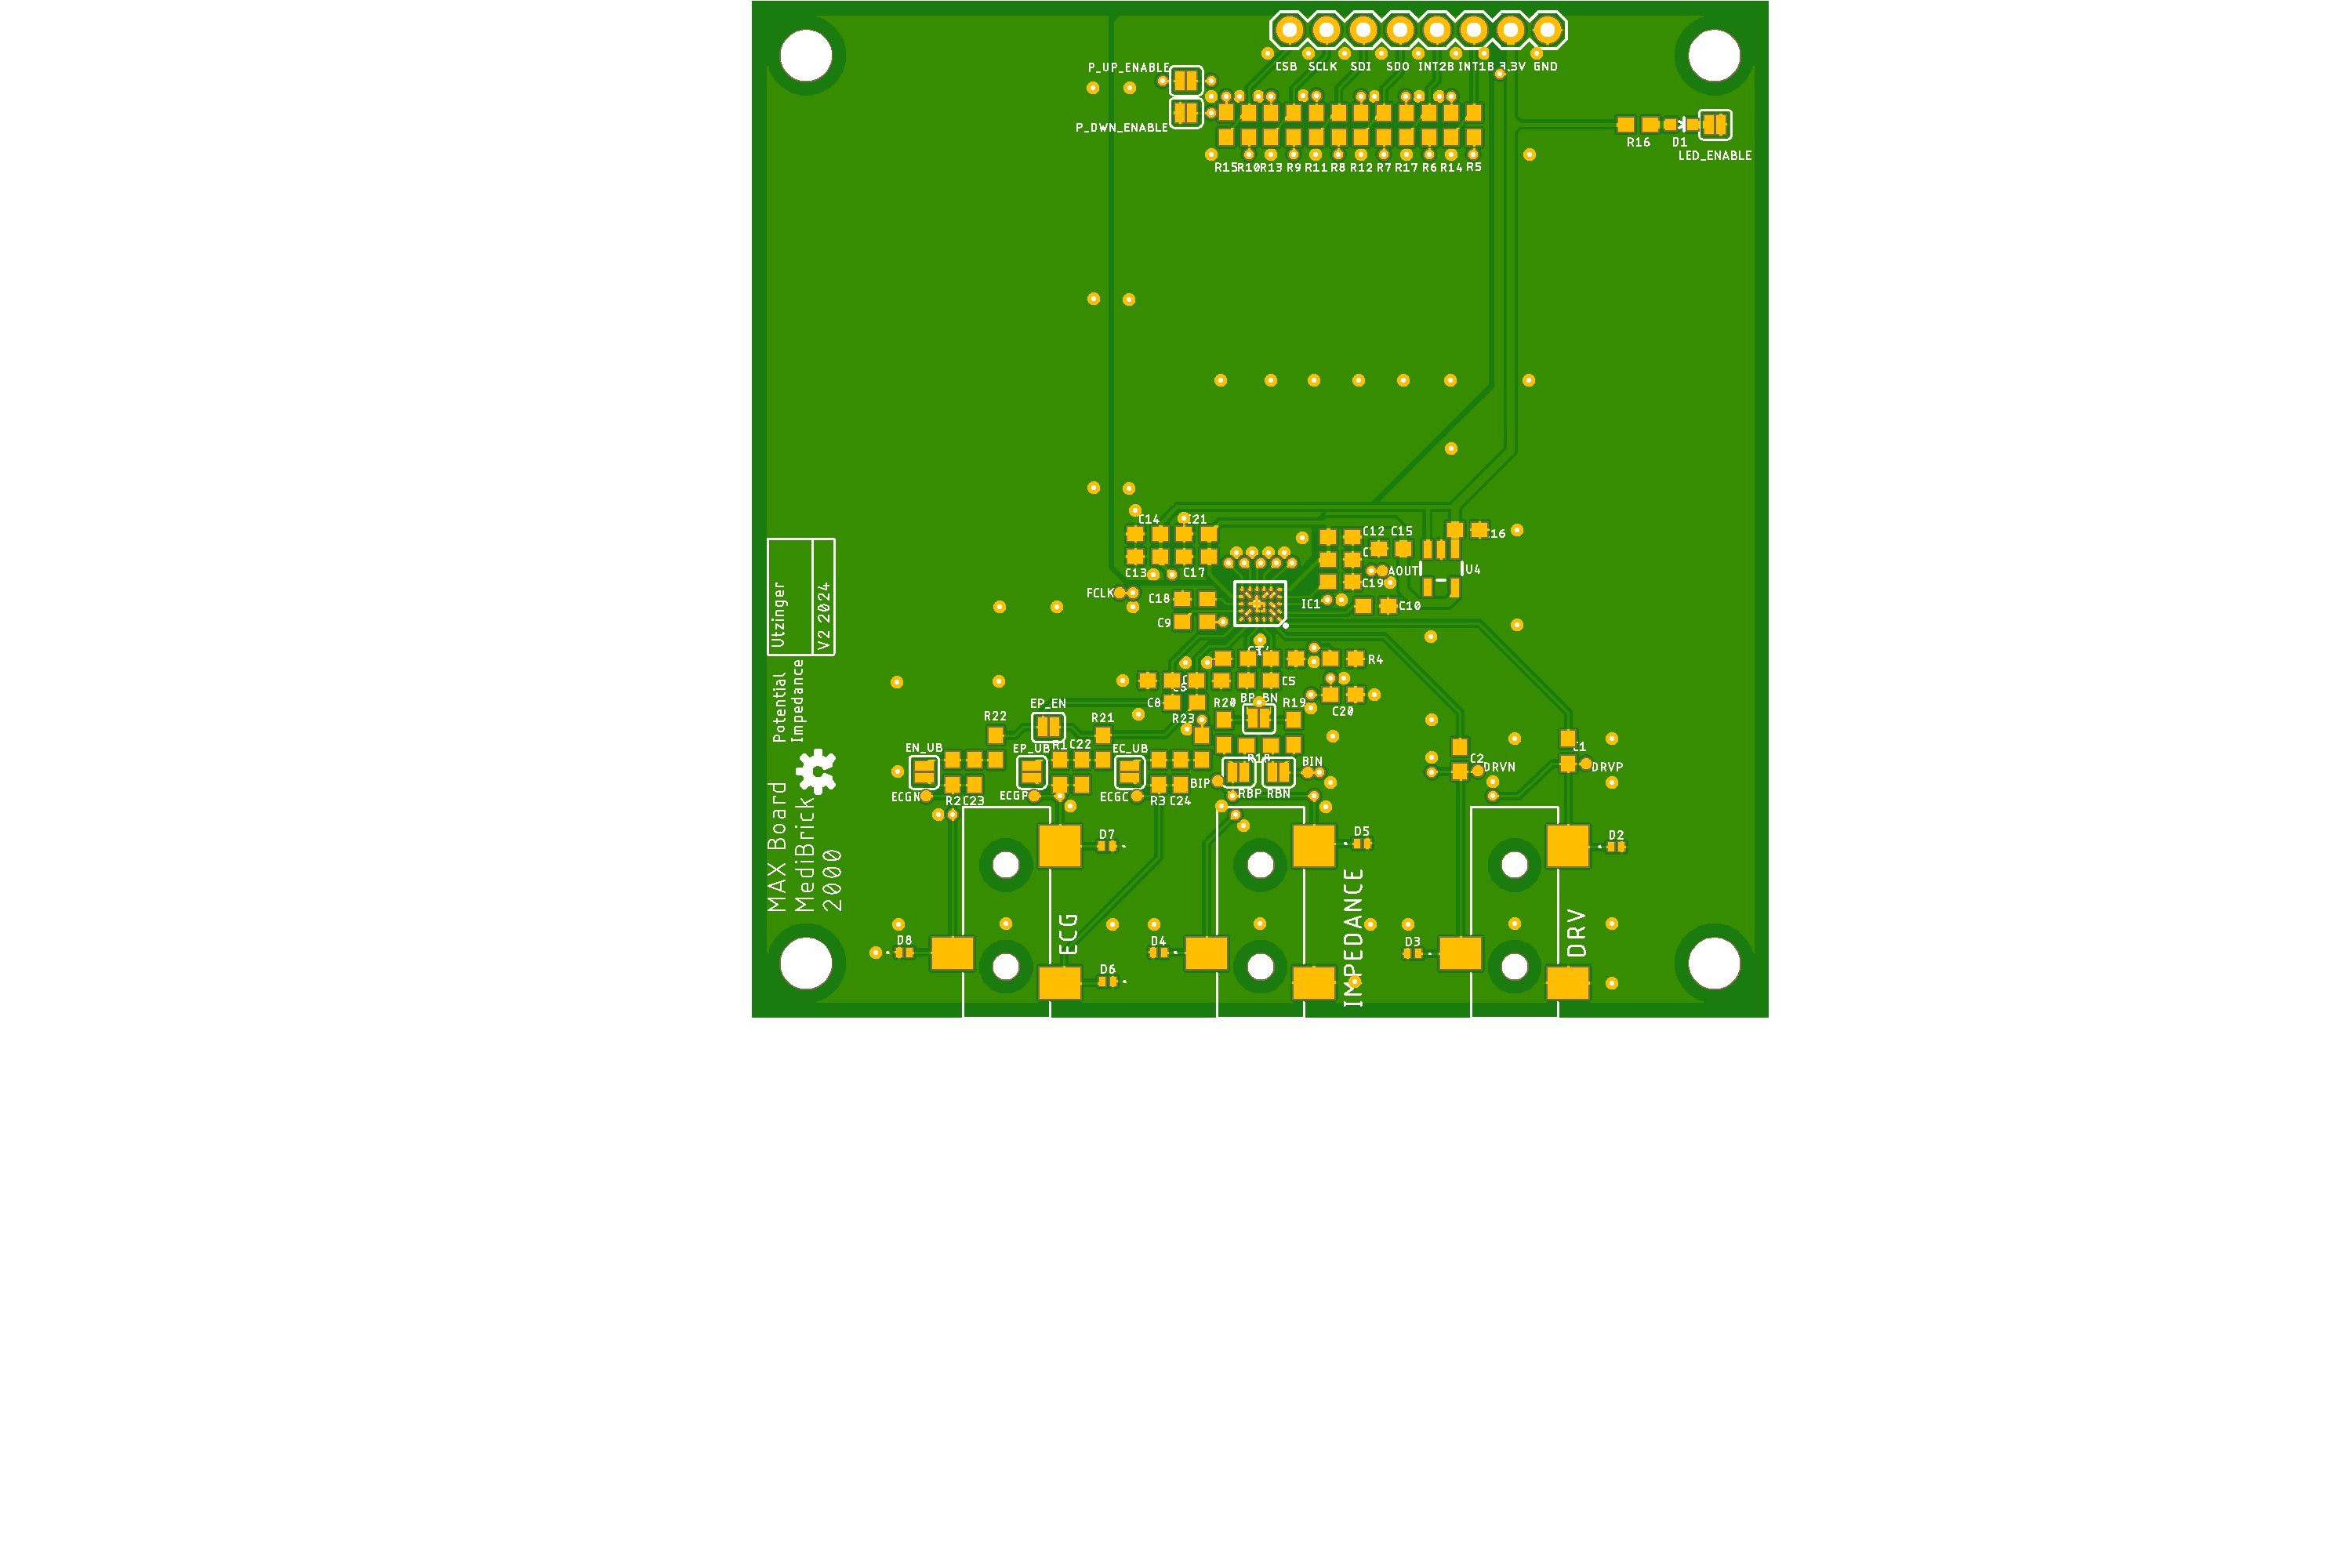 CSB SCLK SDI SDO INT2B INT1B 3.3V GND
P_UP_ENABLE
P_DWN_ENABLE
R16 D1
LED_ENABLE
R15 R10 R13 R9 R11 R8 R12 R7 R17 R6 R14 R5
C14
C12 C15
U4
C13 C17
AOUT
C19
FCLK
C18
IC1
C10
C9
R4
C5
BP_BN
EP_EN
C8
R20
R19
C20
R22
R21
R23
EN_UB
EP_UB
R1
C22
EC_UB
BIN
C2
DRVN
DRVP
BIP
RBP
RBN
ECGN
R2
C23
ECGP
ECGC
R3
C24
D7
D5
D2
D8
D4
D3
D6
ECG
IMPEDANCE
DRV
Utzinger
V2 2024
Potential
Impedance
MAX Board
MediBrick
2000